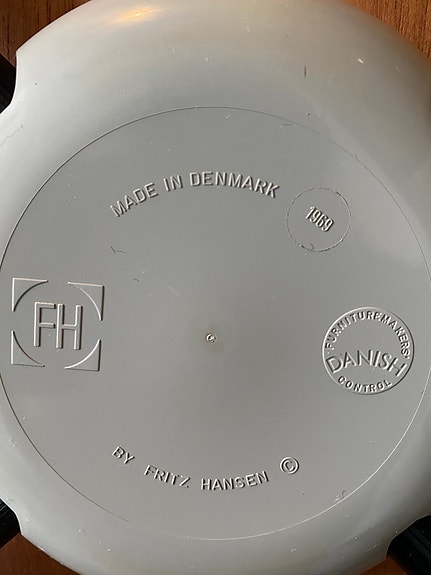 MADE IN DENMARK
1969
FH
FURNITUREMAKERS'
DANISH
CONTROL
BY FRITZ HANSEN ©